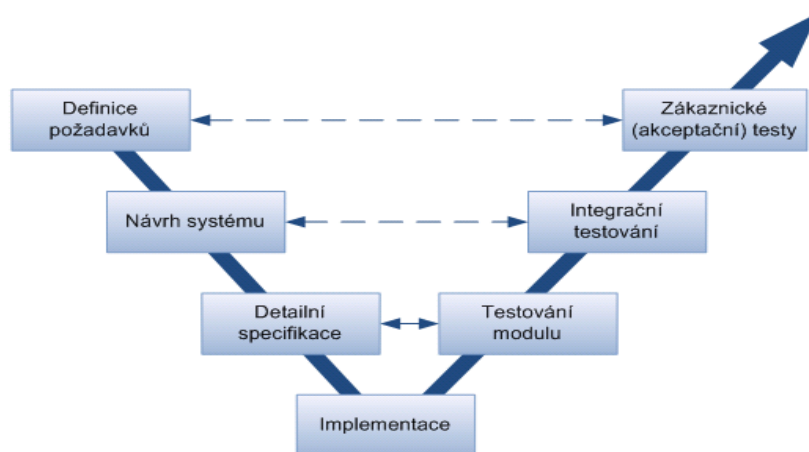 Definice
požadavků
Zákaznické
(akceptační) testy
Návrh systému
Integrační
testování
Detailní
specifikace
Testování
modulu
Implementace